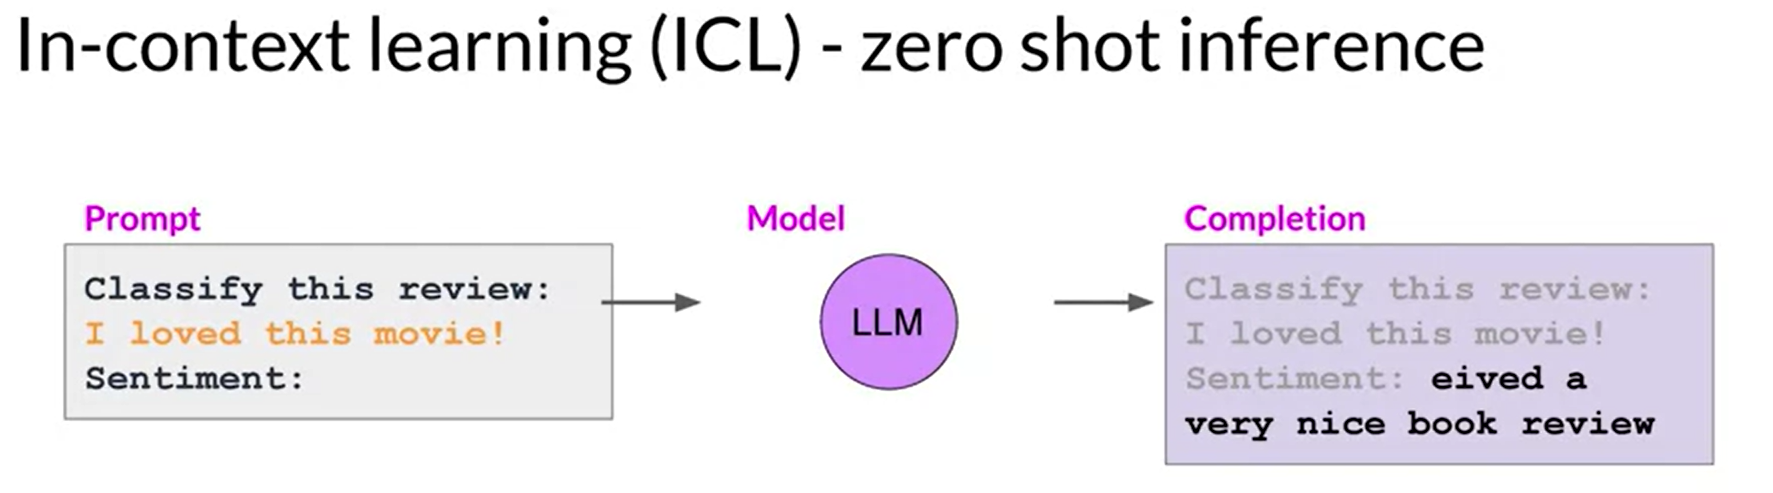 In-context learning (ICL) - zero shot inference
Prompt
Classify this review:
I loved this movie!
Sentiment:
Model
LLM
Completion
Classify this review:
I loved this movie!
Sentiment: eived a
very nice book review